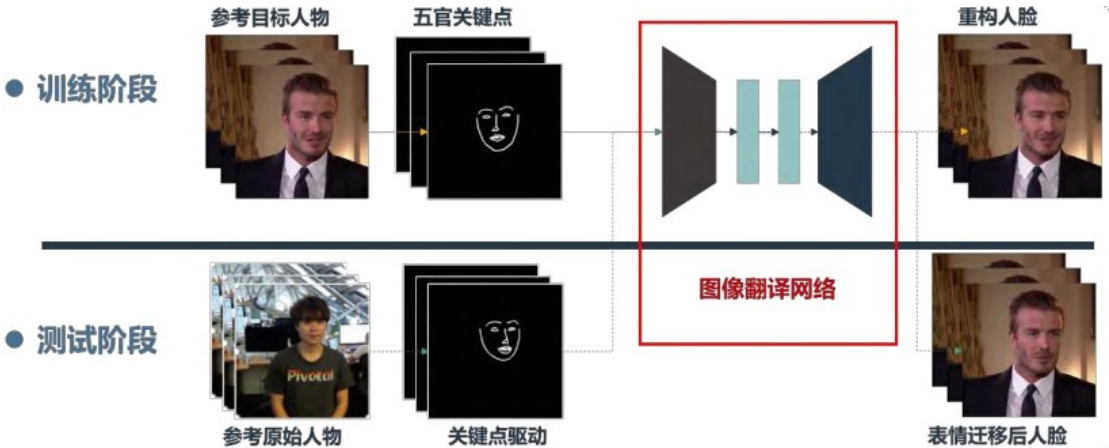 参考目标人物
五官关键点
重构人脸
训练阶段
图像翻译网络
测试阶段
Pivotal
参考原始人物
关键点驱动
表情迁移后人脸